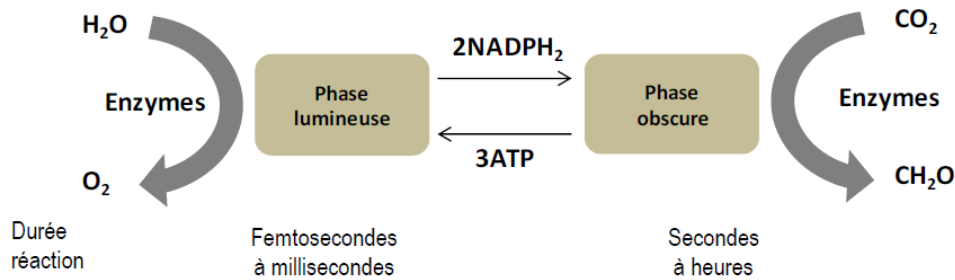 H₂O
CO₂
2NADPH₂
Enzymes
Phase
lumineuse
Phase
obscure
Enzymes
3ATP
O₂
CH₂O
Durée
réaction
Femtosecondes
à millisecondes
Secondes
à heures